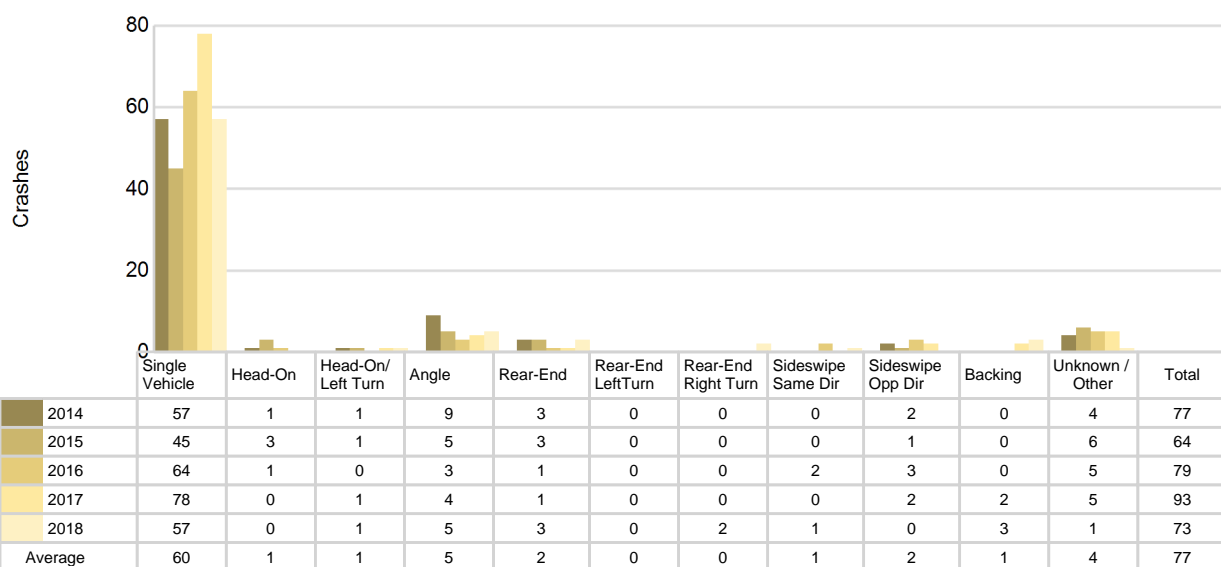 80
60
40
20
0
Crashes
Single Vehicle Head-On Head-On/ Left Turn Angle Rear-End Rear-End LeftTurn Rear-End Right Turn Sideswipe Same Dir Sideswipe Opp Dir Backing Unknown / Other Total
2014 57 1 1 9 3 0 0 0 2 0 4 77
2015 45 3 1 5 3 0 0 0 1 0 6 64
2016 64 1 0 3 1 0 0 2 3 0 5 79
2017 78 0 1 4 1 0 0 0 2 2 5 93
2018 57 0 1 5 3 0 2 1 0 3 1 73
Average 60 1 1 5 2 0 0 1 2 1 4 77